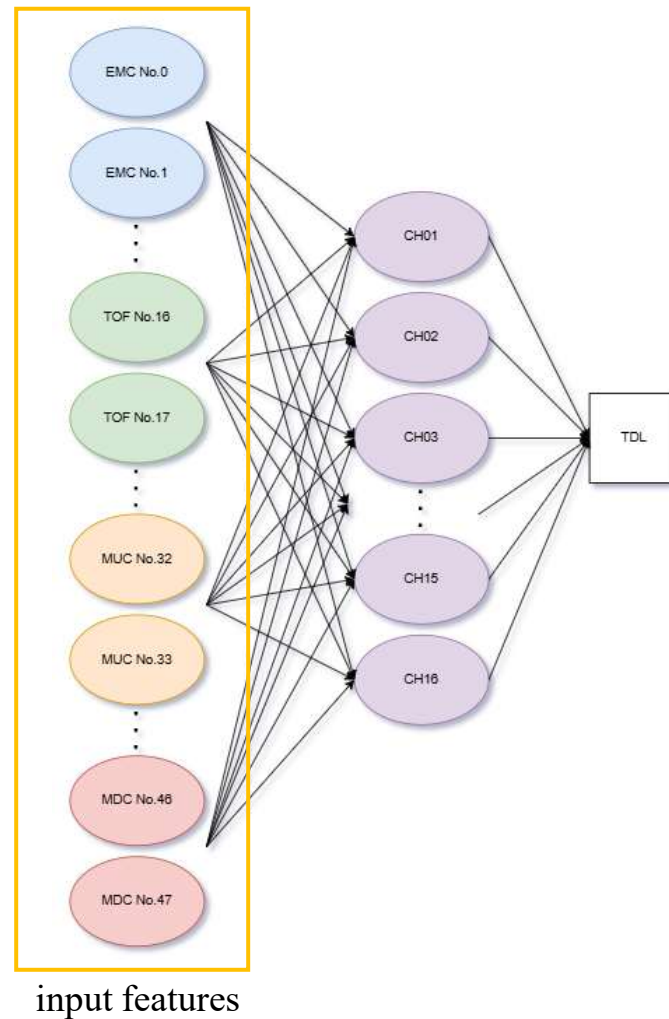 EMC No.0
EMC No.1
TOF No.16
TOF No.17
MUC No.32
MUC No.33
MDC No.46
MDC No.47
CH01
CH02
CH03
CH15
CH16
TDL
input features